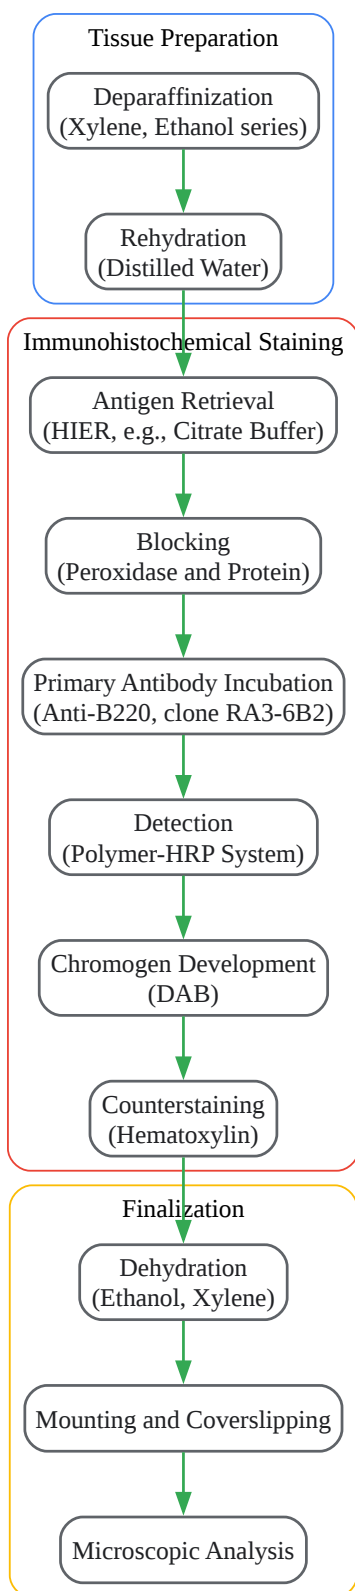 Tissue Preparation
Deparaffinization
(Xylene, Ethanol series)
Rehydration
(Distilled Water)
Immunohistochemical Staining
Antigen Retrieval
(HIER, e.g., Citrate Buffer)
Blocking
(Peroxidase and Protein)
Primary Antibody Incubation
(Anti-B220, clone RA3-6B2)
Detection
(Polymer-HRP System)
Chromogen Development
(DAB)
Counterstaining
(Hematoxylin)
Finalization
Dehydration
(Ethanol, Xylene)
Mounting and Coverslipping
Microscopic Analysis